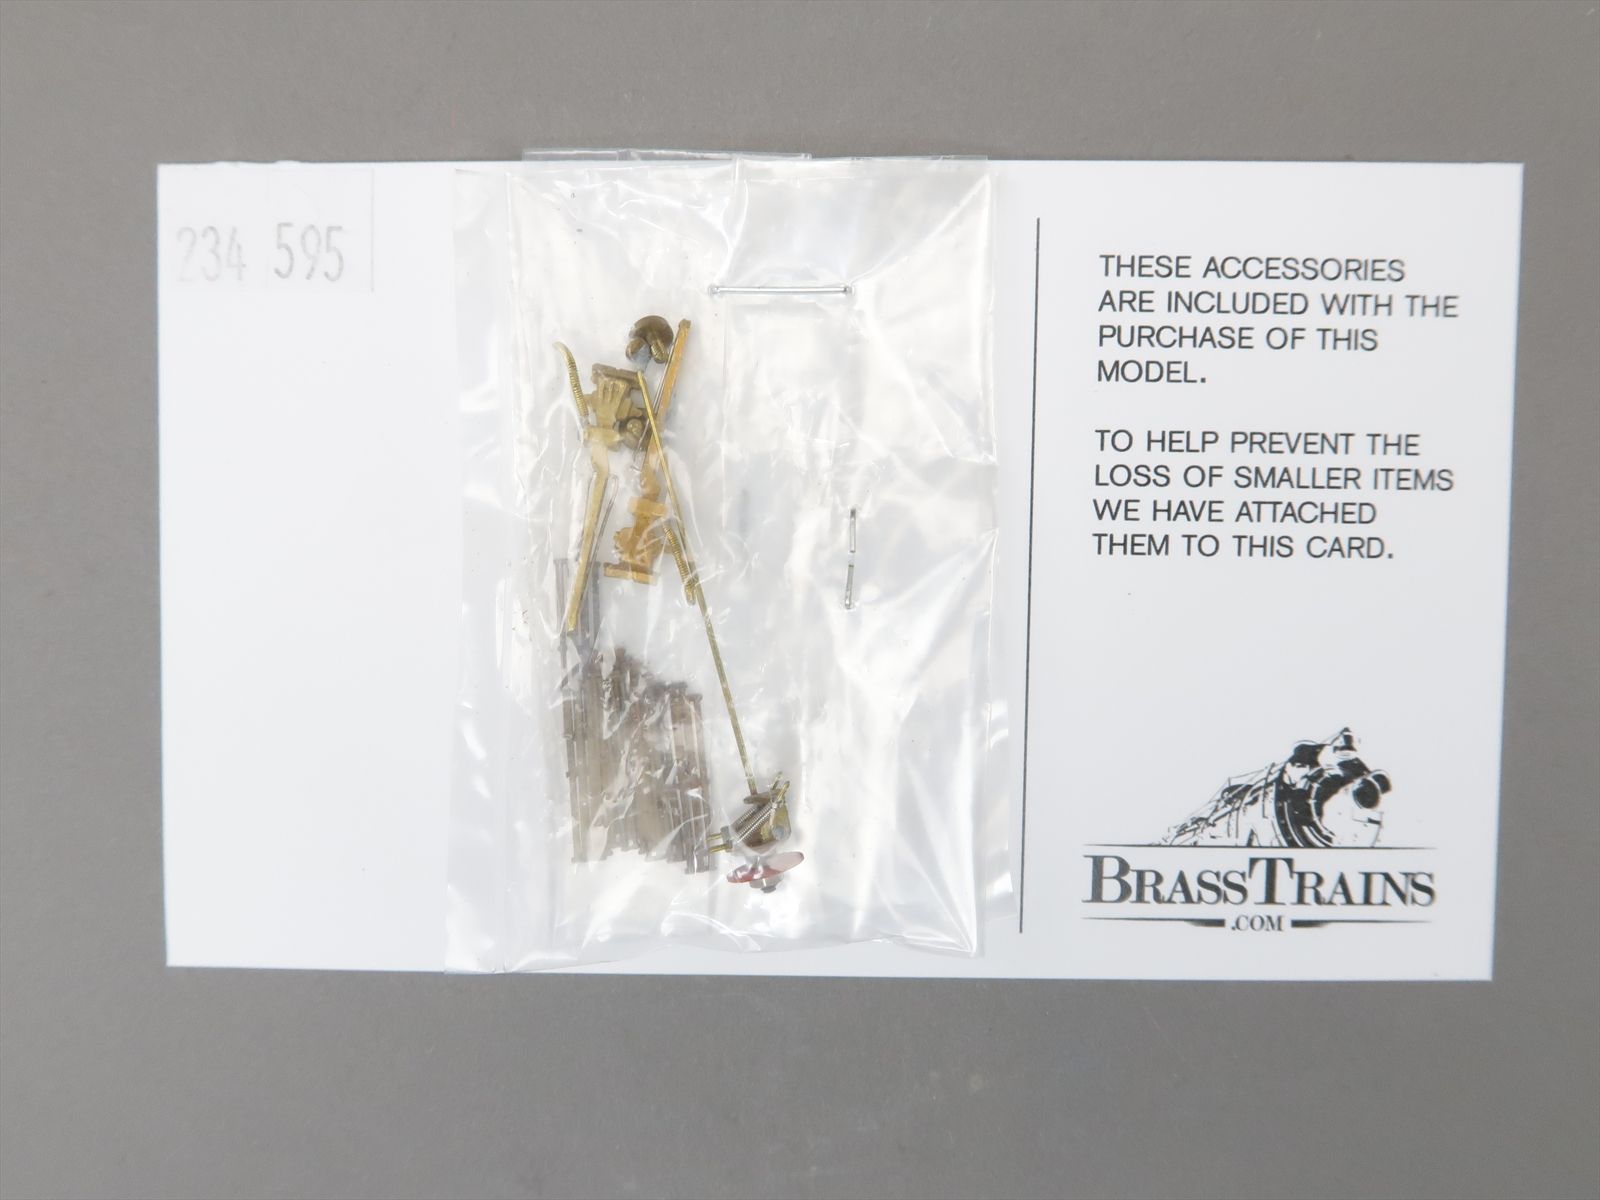 234 595
THESE ACCESSORIES
ARE INCLUDED WITH THE
PURCHASE OF THIS
MODEL.
TO HELP PREVENT THE
LOSS OF SMALLER ITEMS
WE HAVE ATTACHED
THEM TO THIS CARD.
BRASSTRAINS
.COM